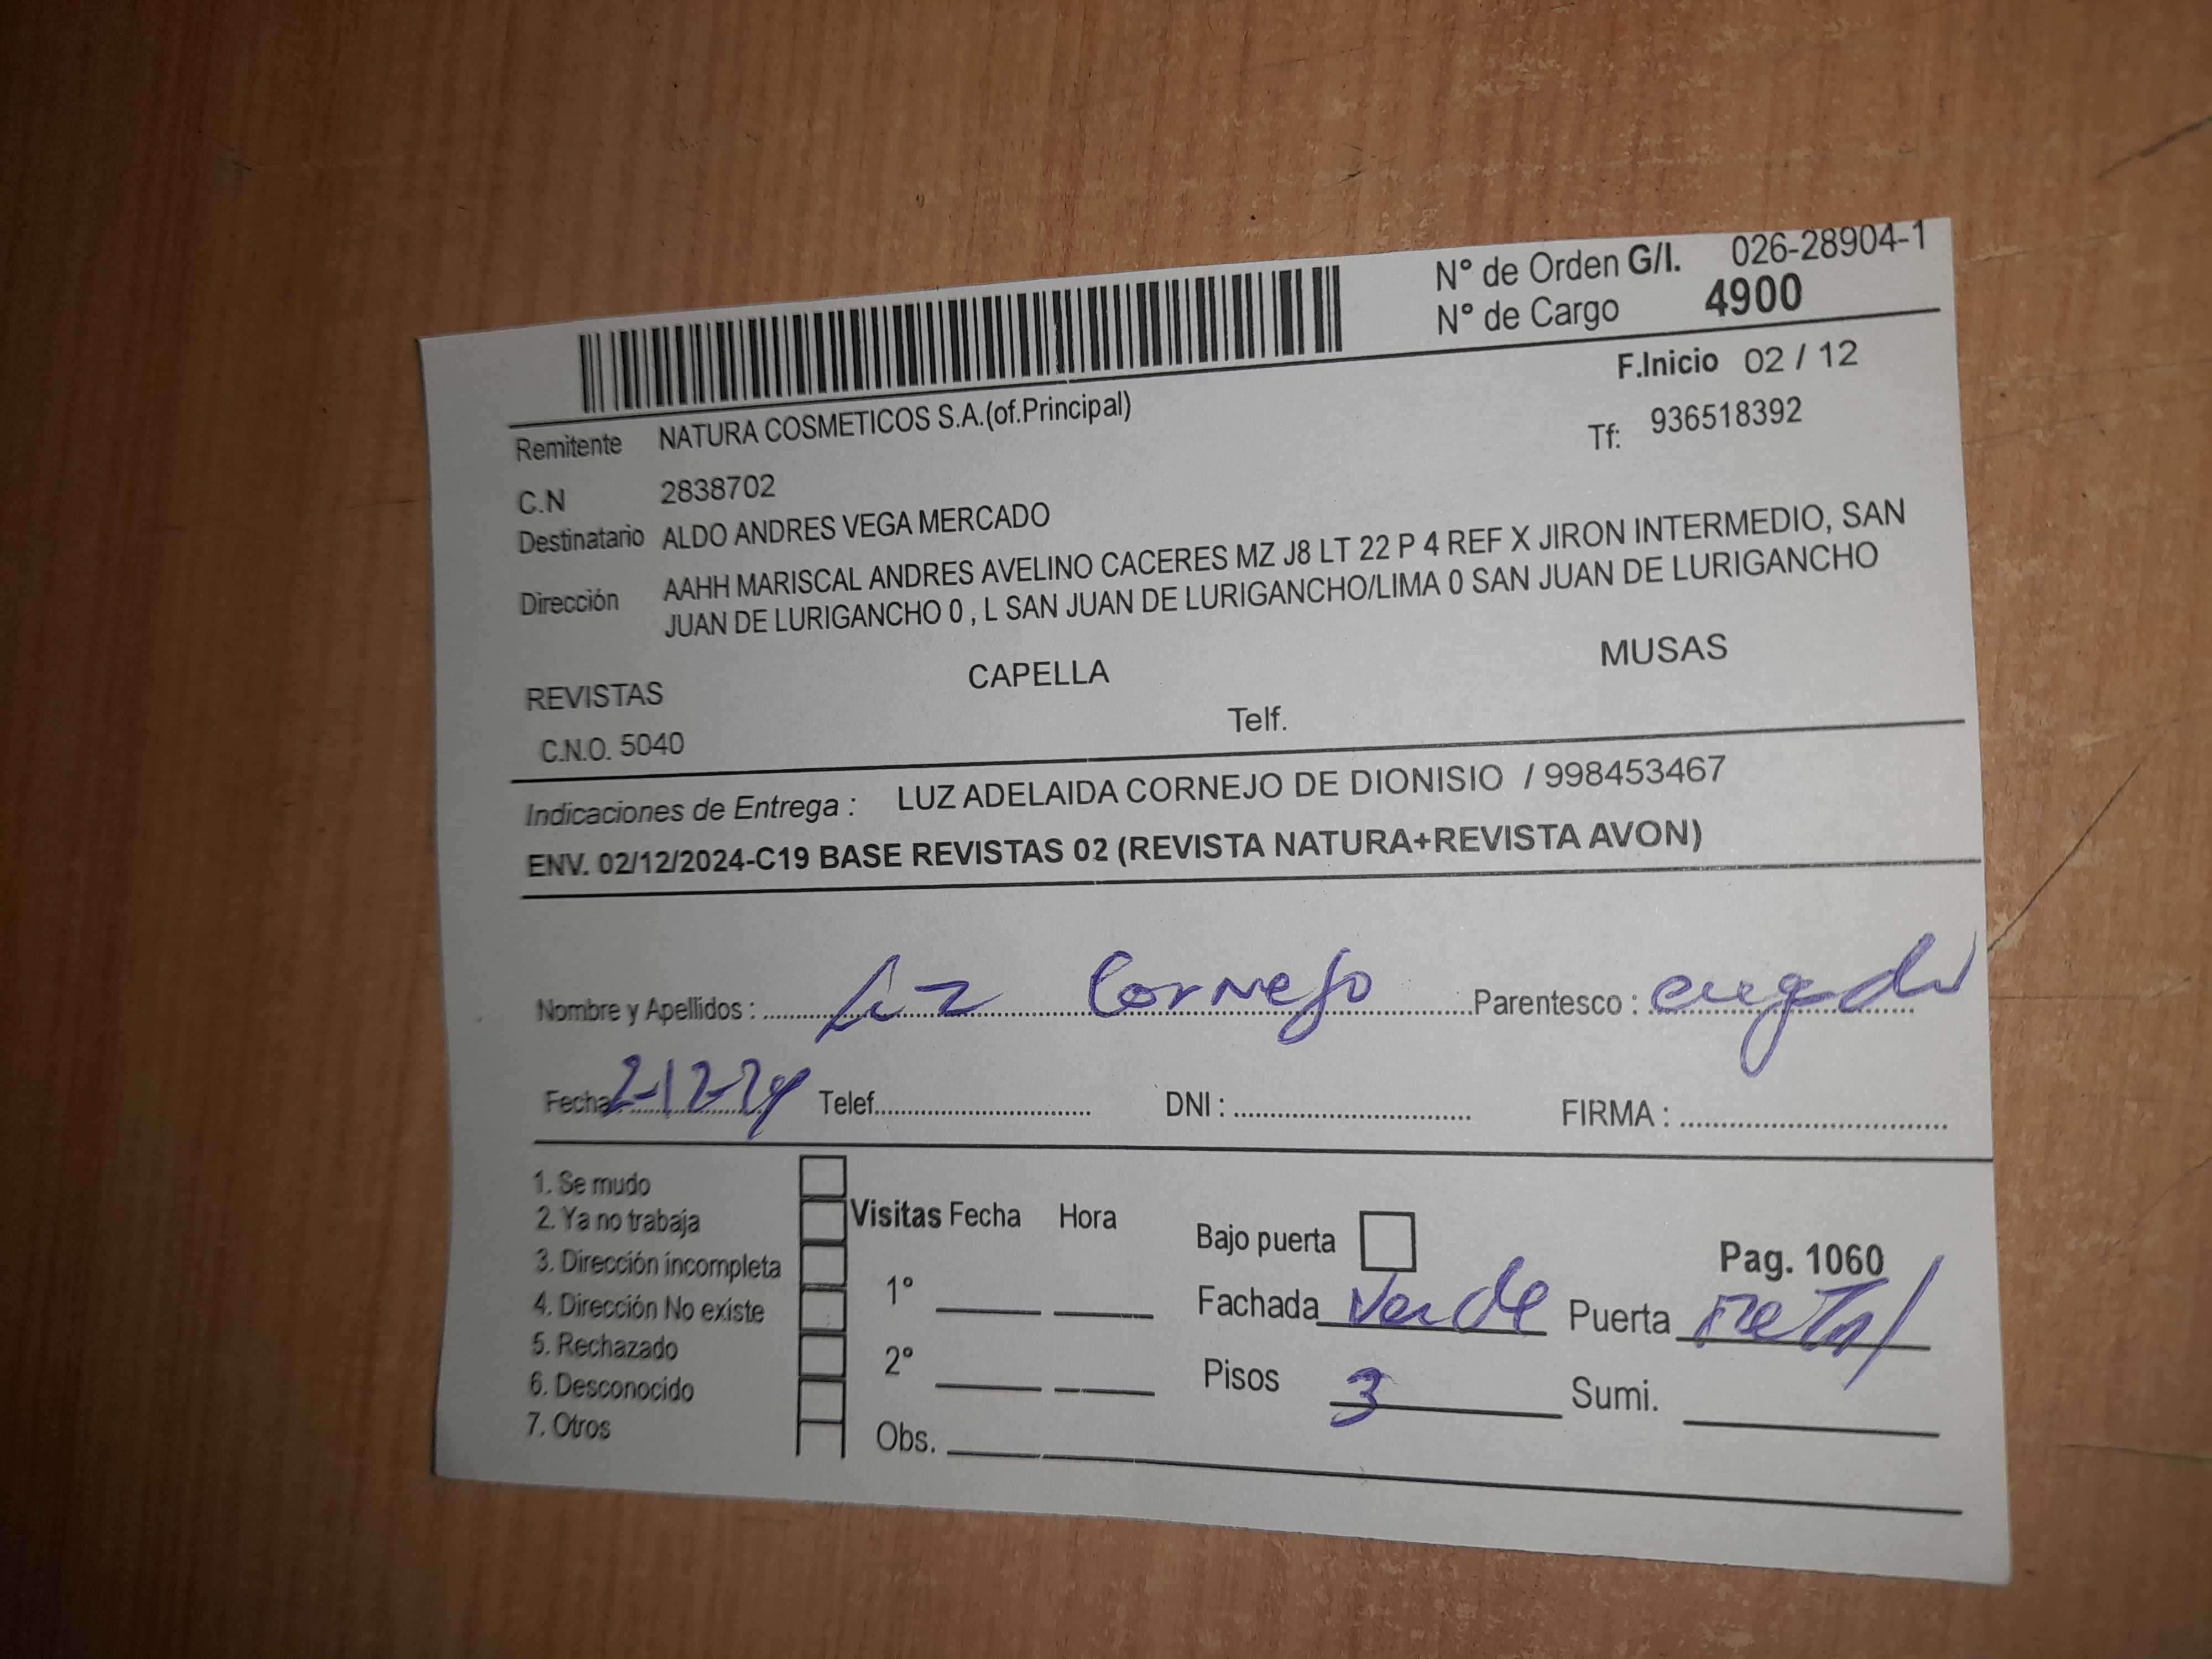 N° de Orden G/I. 026-28904-1
N° de Cargo 4900
F.Inicio 02 / 12
Remitente NATURA COSMETICOS S.A.(of.Principal)
Tf: 936518392
C.N 2838702
Destinatario ALDO ANDRES VEGA MERCADO
Dirección AAHH MARISCAL ANDRES AVELINO CACERES MZ J8 LT 22 P 4 REF X JIRON INTERMEDIO, SAN
JUAN DE LURIGANCHO 0 , L SAN JUAN DE LURIGANCHO/LIMA 0 SAN JUAN DE LURIGANCHO
REVISTAS CAPELLA MUSAS
C.N.O. 5040 Telf.
Indicaciones de Entrega : LUZ ADELAIDA CORNEJO DE DIONISIO / 998453467
ENV. 02/12/2024-C19 BASE REVISTAS 02 (REVISTA NATURA+REVISTA AVON)
Nombre y Apellidos : Luz Cornejo Parentesco :
Fecha: 2-12-24 Telef. DNI : FIRMA :
1. Se mudo
2. Ya no trabaja
3. Dirección incompleta
4. Dirección No existe
5. Rechazado
6. Desconocido
7. Otros
Visitas Fecha Hora
1°
2°
Obs.
Bajo puerta
Pag. 1060
Fachada Verde Puerta metal
Pisos 3 Sumi.